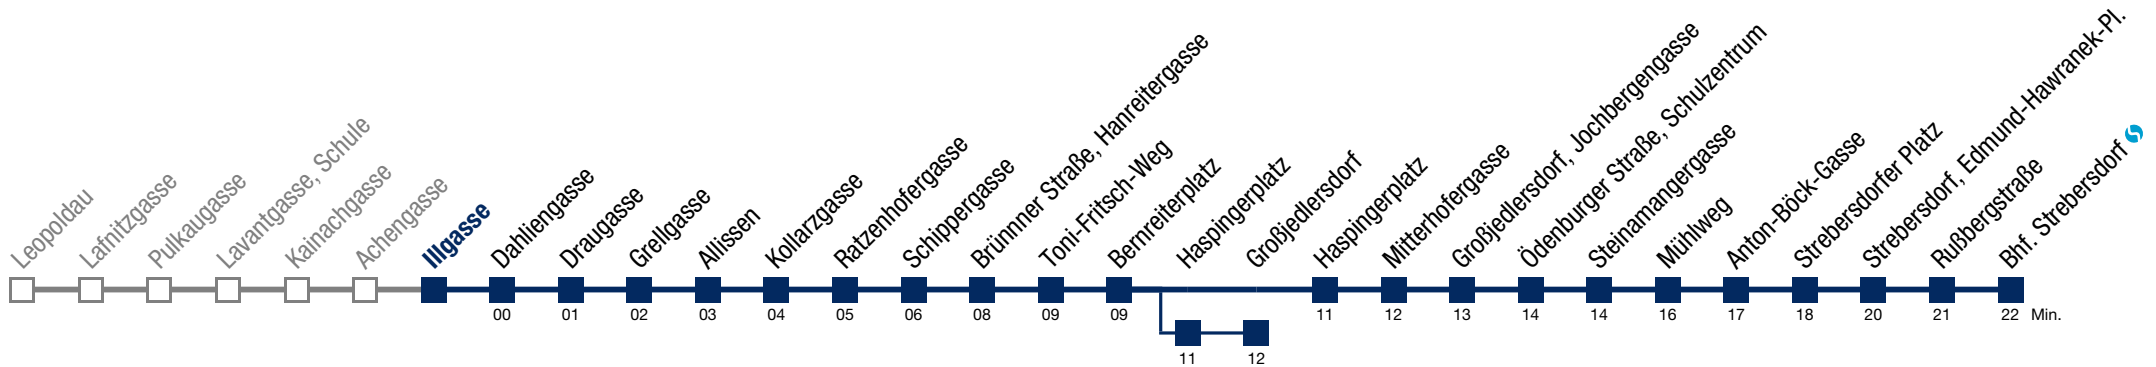 Leopoldau
Lafnitzgasse
Pulkaugasse
Lavantgasse, Schule
Kainachgasse
Achengasse
Illgasse
Dahliengasse
Draugasse
Grellgasse
Allissen
Kollarzgasse
Ratzenhofergasse
Schippergasse
Brünner Straße, Hanreitergasse
Toni-Fritsch-Weg
Bernreiterplatz
Haspingerplatz
Großjedlersdorf
Haspingerplatz
Mitterhofergasse
Großjedlersdorf, Jochbergengasse
Ödenburger Straße, Schulzentrum
Steinamangergasse
Mühlweg
Anton-Böck-Gasse
Strebersdorfer Platz
Strebersdorf, Edmund-Hawranek-Pl.
Rußbergstraße
Bhf. Strebersdorf
00 01 02 03 04 05 06 08 09 09 11 12 13 14 14 16 17 18 20 21 22 Min.
11 12